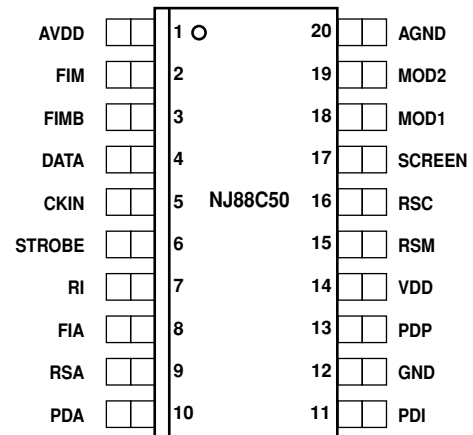 AVDD 1 20 AGND
FIM 2 19 MOD2
FIMB 3 18 MOD1
DATA 4 17 SCREEN
CKIN 5 NJ88C50 16 RSC
STROBE 6 15 RSM
RI 7 14 VDD
FIA 8 13 PDP
RSA 9 12 GND
PDA 10 11 PDI